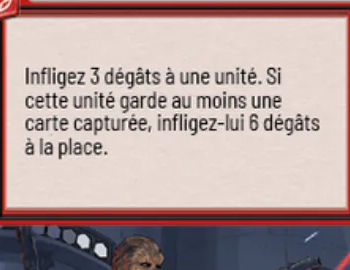 Infligez 3 dégâts à une unité. Si
cette unité garde au moins une
carte capturée, infligez-lui 6 dégâts
à la place.